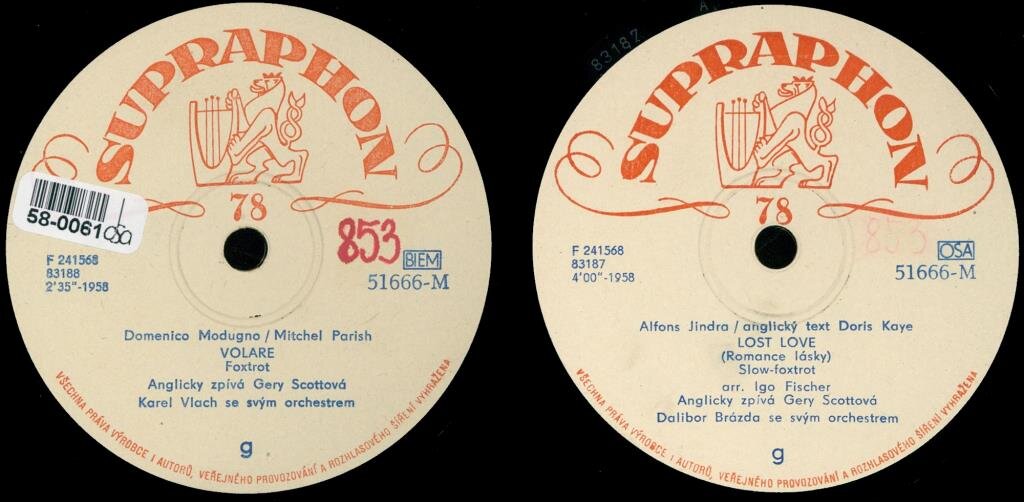 SUPRAPHON
78
58-0061
osa
853
BIEM
F 241568
83188
2'35"-1958
51666-M
Domenico Modugno / Mitchel Parish
VOLARE
Foxtrot
Anglicky zpívá Gery Scottová
Karel Vlach se svým orchestrem
g
VŠECHNA PRÁVA VÝROBCE I AUTORŮ, VEŘEJNÉHO PROVOZOVÁNÍ A ROZHLASOVÉHO ŠÍŘENÍ VYHRAŽENA
83187
A
SUPRAPHON
78
853
OSA
F 241568
83187
4'00"-1958
51666-M
Alfons Jindra / anglický text Doris Kaye
LOST LOVE
(Romance lásky)
Slow-foxtrot
arr. Igo Fischer
Anglicky zpívá Gery Scottová
Dalibor Brázda se svým orchestrem
g
VŠECHNA PRÁVA VÝROBCE I AUTORŮ, VEŘEJNÉHO PROVOZOVÁNÍ A ROZHLASOVÉHO ŠÍŘENÍ VYHRAŽENA